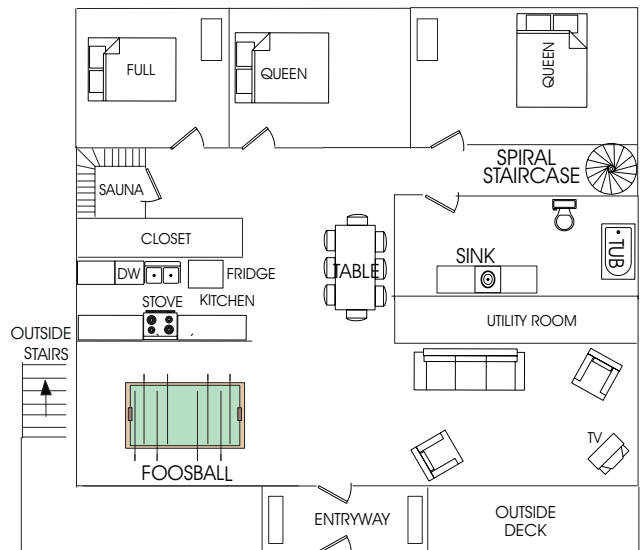 FULL
QUEEN
QUEEN
SPIRAL
STAIRCASE
SAUNA
CLOSET
TUB
DW
FRIDGE
TABLE
SINK
STOVE
KITCHEN
UTILITY ROOM
OUTSIDE
STAIRS
TV
FOOSBALL
ENTRYWAY
OUTSIDE
DECK